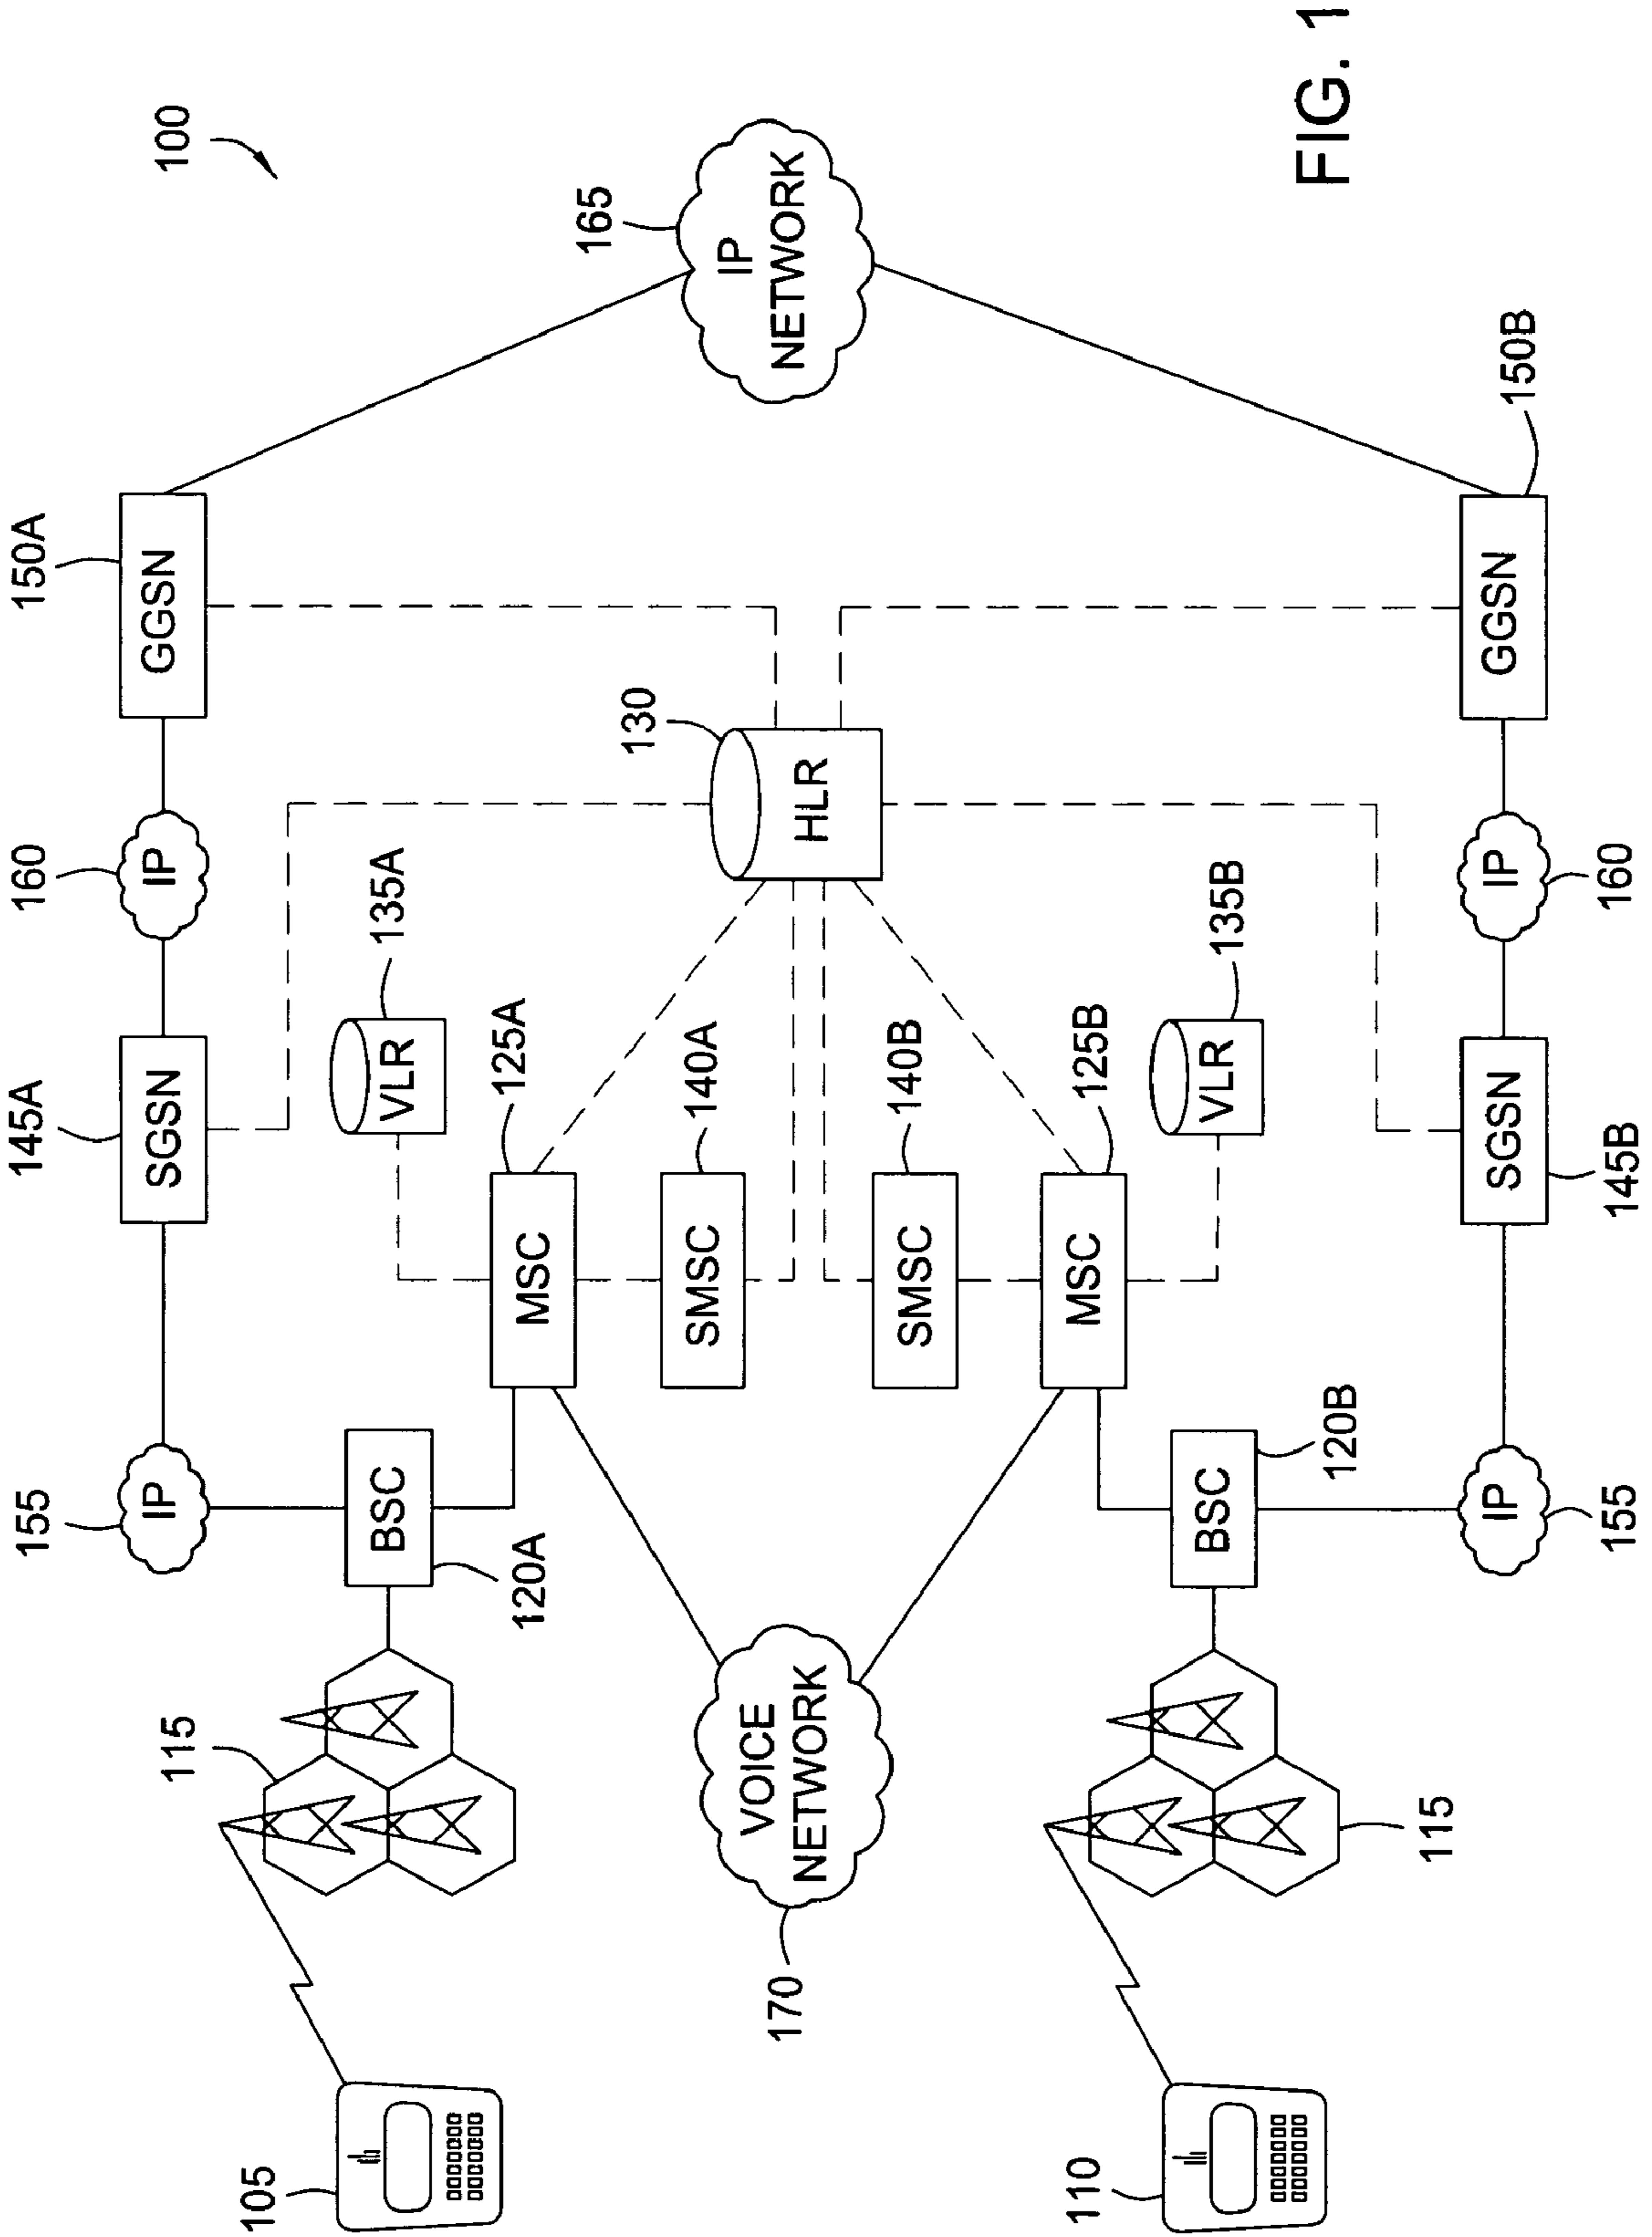 100
150A
GGSN
160
IP
145A
SGSN
155
IP
165
IP
NETWORK
130
HLR
135A
VLR
125A
MSC
140A
SMSC
140B
SMSC
125B
MSC
135B
VLR
120A
BSC
115
105
VOICE
NETWORK
170
120B
BSC
115
110
150B
GGSN
IP
160
SGSN
145B
IP
155
FIG. 1